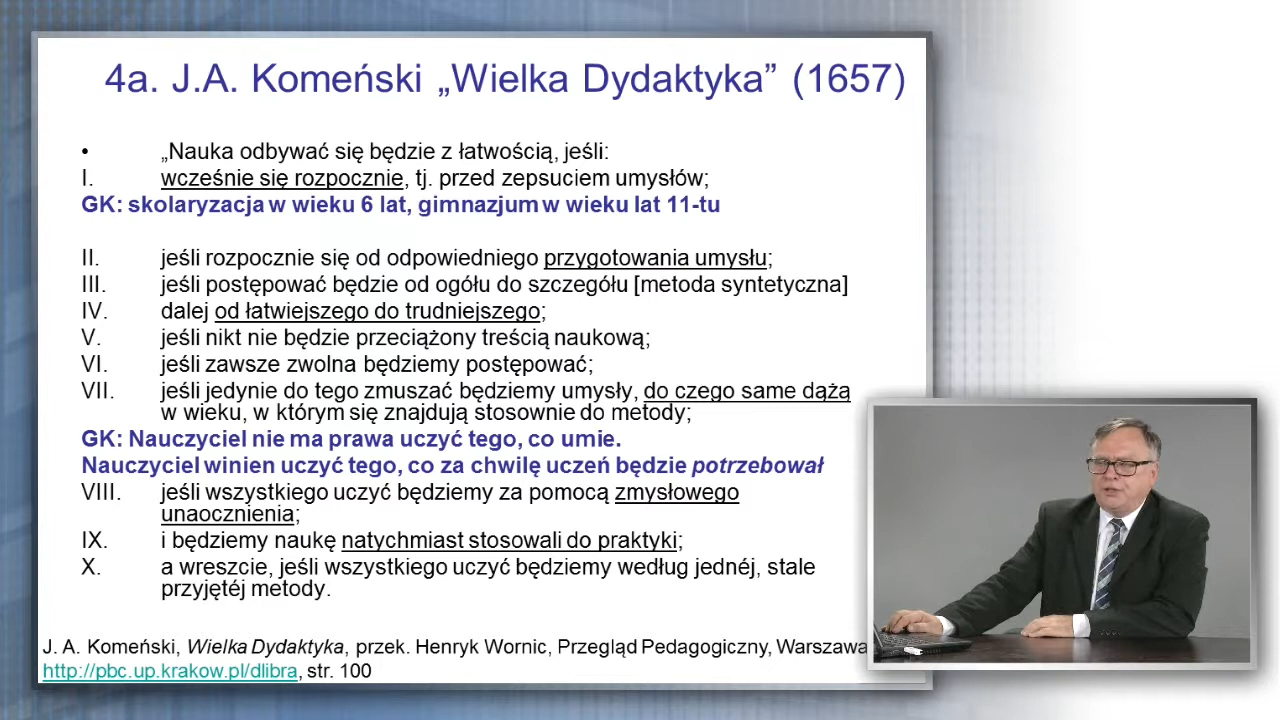 4a. J.A. Komeński „Wielka Dydaktyka” (1657)
• „Nauka odbywać się będzie z łatwością, jeśli:
I. wcześnie się rozpocznie, tj. przed zepsuciem umysłów;
GK: skolaryzacja w wieku 6 lat, gimnazjum w wieku lat 11-tu
II. jeśli rozpocznie się od odpowiedniego przygotowania umysłu;
III. jeśli postępować będzie od ogółu do szczegółu [metoda syntetyczna]
IV. dalej od łatwiejszego do trudniejszego;
V. jeśli nikt nie będzie przeciążony treścią naukową;
VI. jeśli zawsze zwolna będziemy postępować;
VII. jeśli jedynie do tego zmuszać będziemy umysły, do czego same dążą
w wieku, w którym się znajdują stosownie do metody;
GK: Nauczyciel nie ma prawa uczyć tego, co umie.
Nauczyciel winien uczyć tego, co za chwilę uczeń będzie potrzebował
VIII. jeśli wszystkiego uczyć będziemy za pomocą zmysłowego
unaocznienia;
IX. i będziemy naukę natychmiast stosowali do praktyki;
X. a wreszcie, jeśli wszystkiego uczyć będziemy według jednéj, stale
przyjętéj metody.
J. A. Komeński, Wielka Dydaktyka, przek. Henryk Wornic, Przegląd Pedagogiczny, Warszawa
http://pbc.up.krakow.pl/dlibra, str. 100